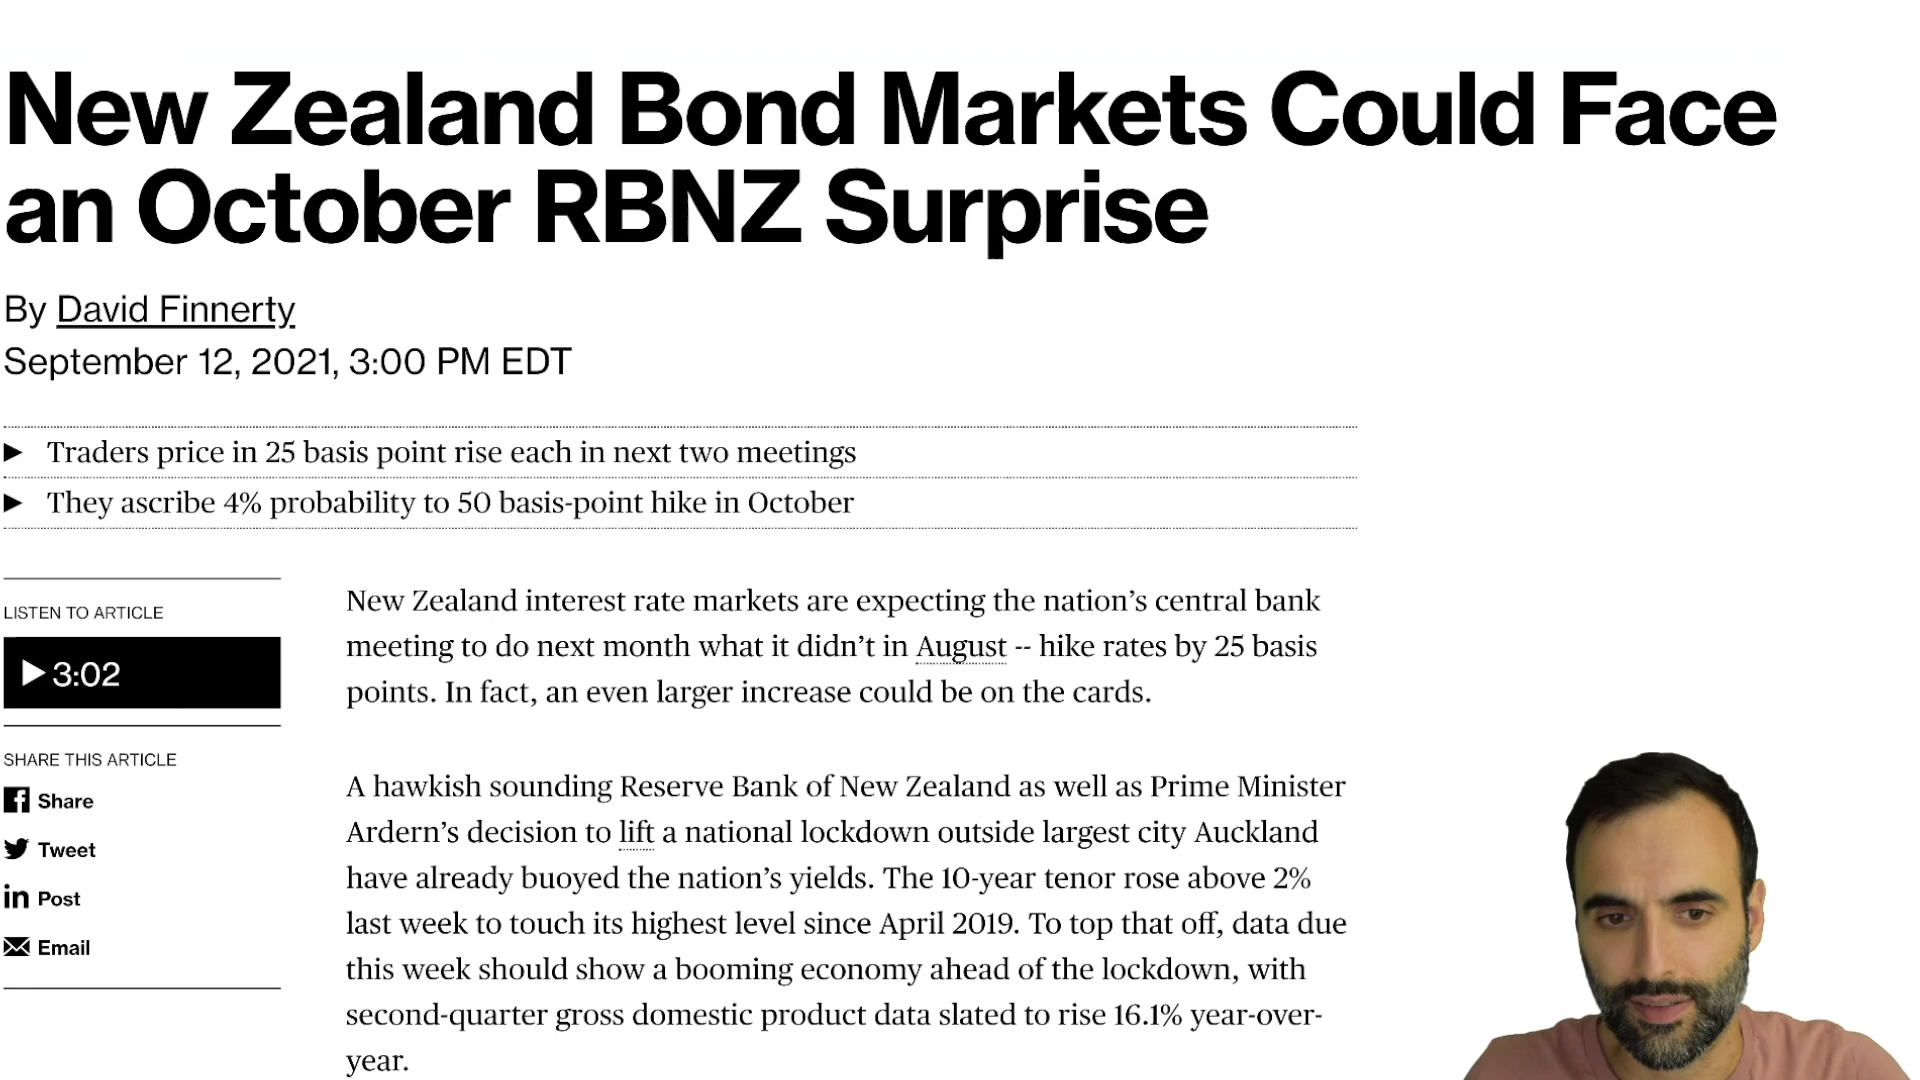 New Zealand Bond Markets Could Face
an October RBNZ Surprise
By David Finnerty
September 12, 2021, 3:00 PM EDT
Traders price in 25 basis point rise each in next two meetings
They ascribe 4% probability to 50 basis-point hike in October
LISTEN TO ARTICLE
3:02
SHARE THIS ARTICLE
Share
Tweet
in Post
Email
New Zealand interest rate markets are expecting the nation’s central bank
meeting to do next month what it didn’t in August -- hike rates by 25 basis
points. In fact, an even larger increase could be on the cards.
A hawkish sounding Reserve Bank of New Zealand as well as Prime Minister
Ardern’s decision to lift a national lockdown outside largest city Auckland
have already buoyed the nation’s yields. The 10-year tenor rose above 2%
last week to touch its highest level since April 2019. To top that off, data due
this week should show a booming economy ahead of the lockdown, with
second-quarter gross domestic product data slated to rise 16.1% year-over-
year.